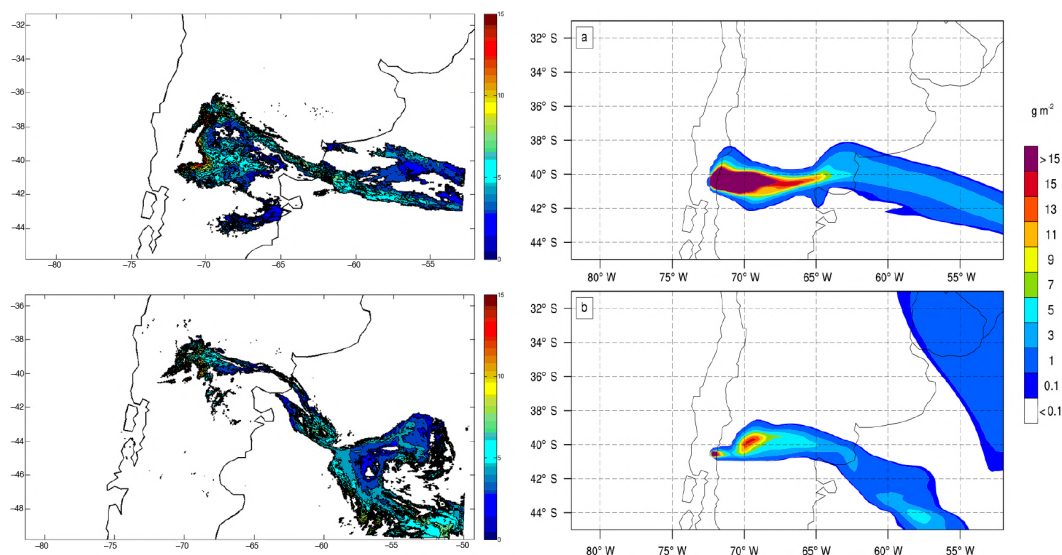 −32
−34
−36
−38
−40
−42
−44
−80
−75
−70
−65
−60
−55
15
10
5
0
a
32° S
34° S
36° S
38° S
40° S
42° S
44° S
80° W
75° W
70° W
65° W
60° W
55° W
−36
−38
−40
−42
−44
−46
−48
−80
−75
−70
−65
−60
−55
−50
15
10
5
0
b
32° S
34° S
36° S
38° S
40° S
42° S
44° S
80° W
75° W
70° W
65° W
60° W
55° W
g m²
>15
15
13
11
9
7
5
3
1
0.1
<0.1